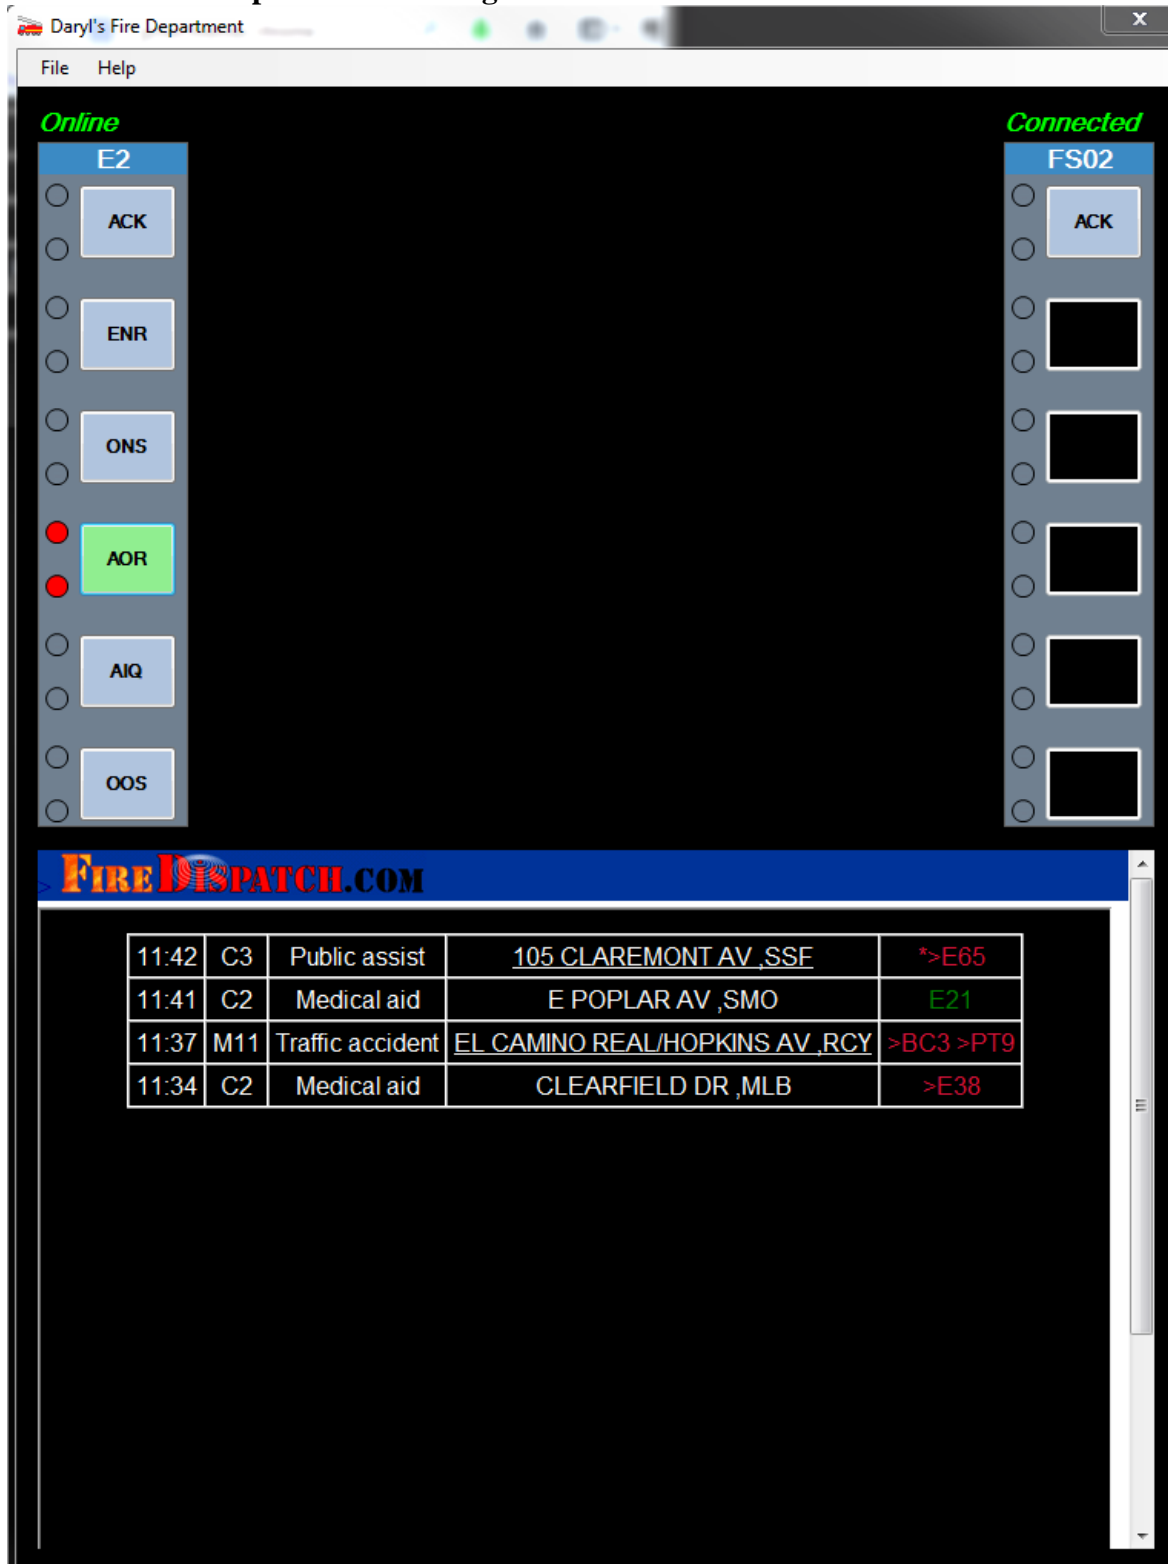 Daryl's Fire Department
File Help
Online
Connected
E2
FS02
ACK
ACK
ENR
ONS
AOR
AIQ
OOS
> FIREDISPATCH.COM
11:42 C3 Public assist 105 CLAREMONT AV ,SSF *>E65
11:41 C2 Medical aid E POPLAR AV ,SMO E21
11:37 M11 Traffic accident EL CAMINO REAL/HOPKINS AV ,RCY >BC3 >PT9
11:34 C2 Medical aid CLEARFIELD DR ,MLB >E38